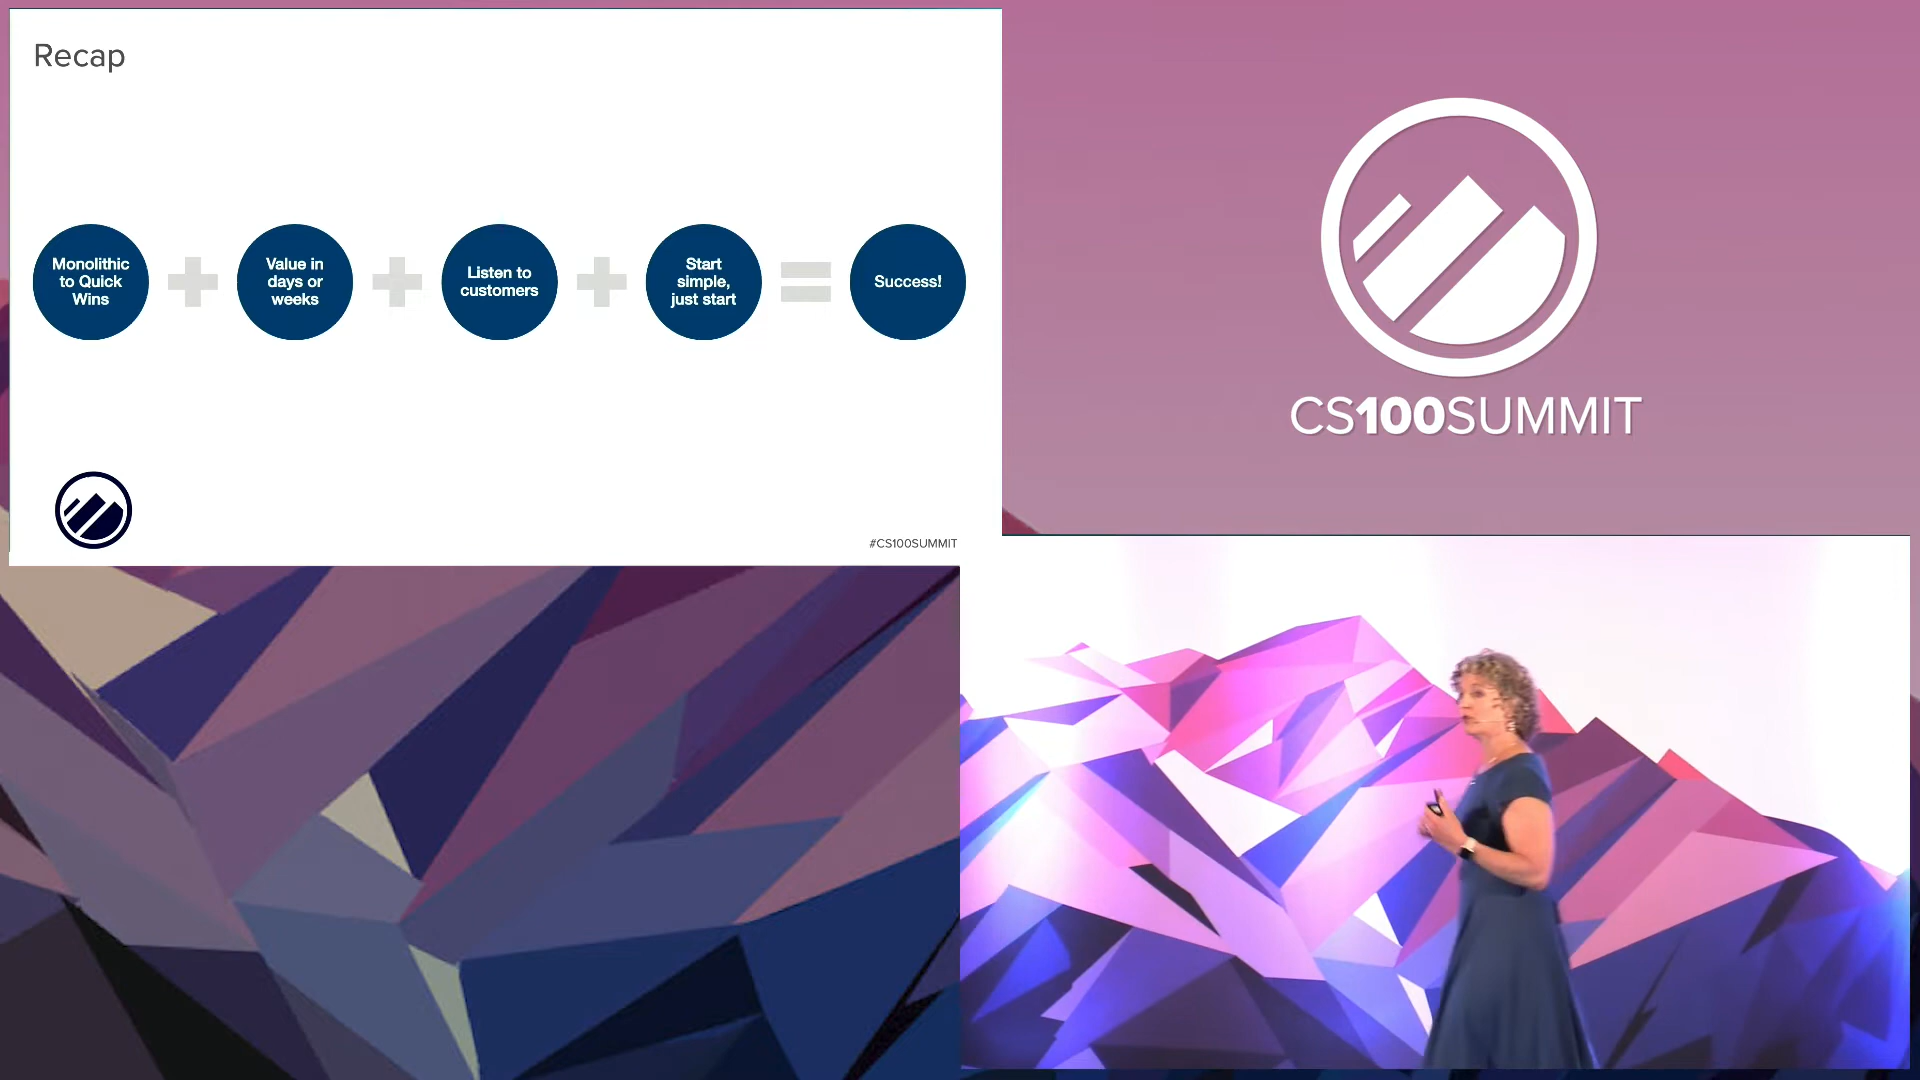 Recap
Monolithic
to Quick
Wins
Value in
days or
weeks
Listen to
customers
Start
simple,
just start
Success!
#CS100SUMMIT
CS100SUMMIT